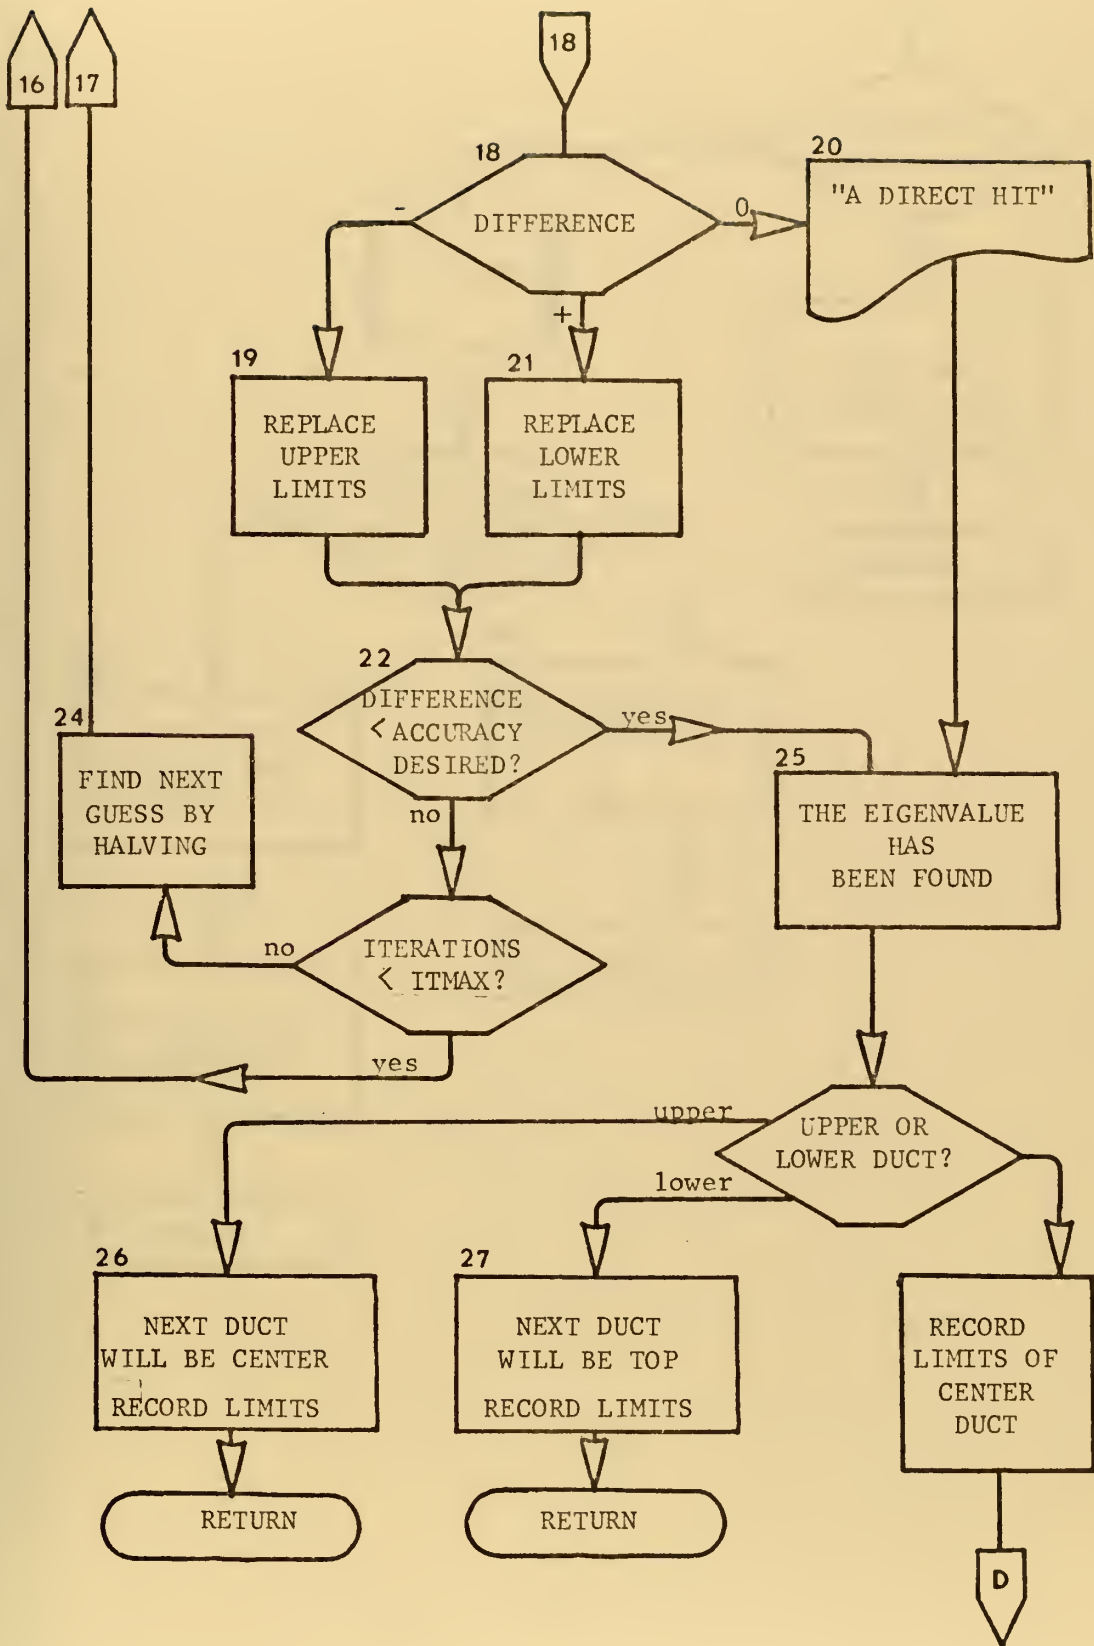 16
17
18
18
DIFFERENCE
-
0
+
20
"A DIRECT HIT"
19
REPLACE
UPPER
LIMITS
21
REPLACE
LOWER
LIMITS
22
DIFFERENCE
< ACCURACY
DESIRED?
yes
no
24
FIND NEXT
GUESS BY
HALVING
25
THE EIGENVALUE
HAS
BEEN FOUND
ITERATIONS
< ITMAX?
no
yes
UPPER OR
LOWER DUCT?
upper
lower
26
NEXT DUCT
WILL BE CENTER
RECORD LIMITS
27
NEXT DUCT
WILL BE TOP
RECORD LIMITS
RECORD
LIMITS OF
CENTER
DUCT
RETURN
RETURN
D